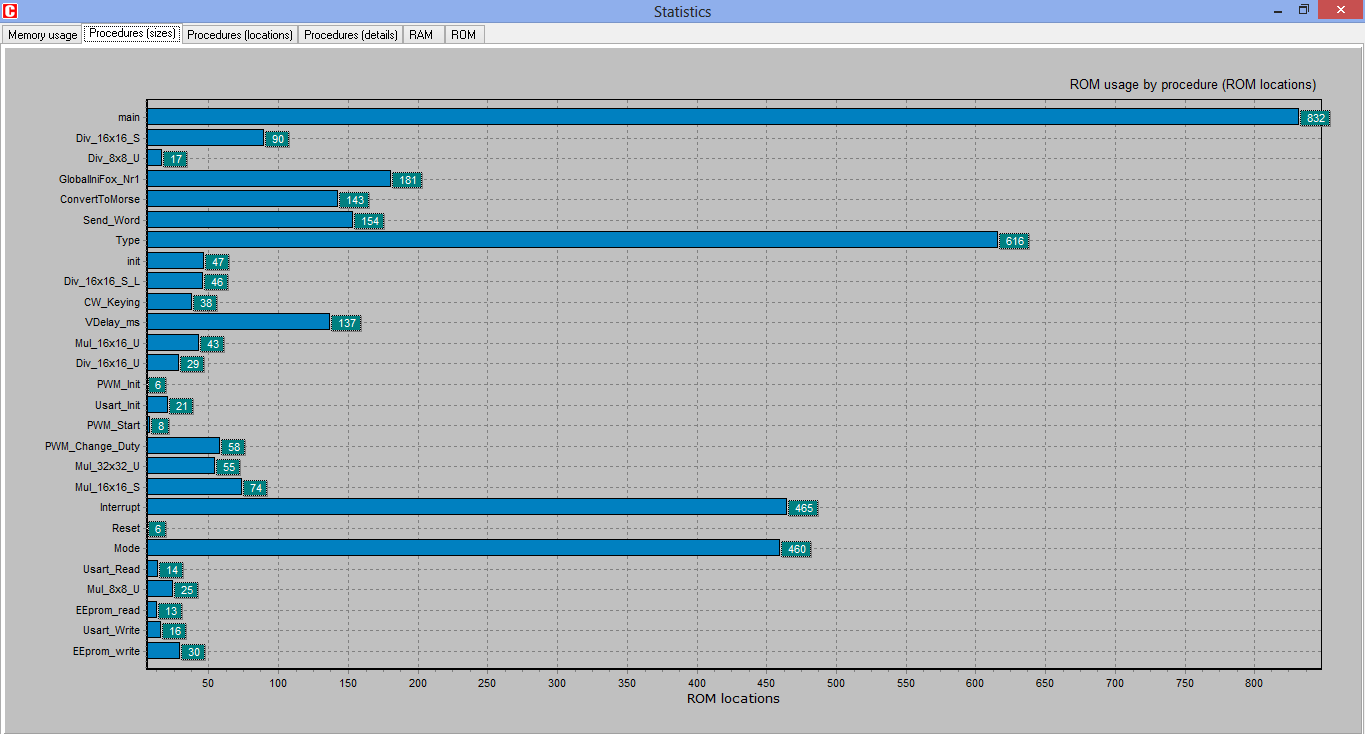 C
Statistics
Memory usage Procedures (sizes) Procedures (locations) Procedures (details) RAM ROM
ROM usage by procedure (ROM locations)
main 832
Div_16x16_S 90
Div_8x8_U 17
GlobalIniFox_Nr1 181
ConvertToMorse 143
Send_Word 154
Type 616
init 47
Div_16x16_S_L 46
CW_Keying 38
VDelay_ms 137
Mul_16x16_U 43
Div_16x16_U 29
PWM_Init 6
Usart_Init 21
PWM_Start 8
PWM_Change_Duty 58
Mul_32x32_U 55
Mul_16x16_S 74
Interrupt 465
Reset 6
Mode 460
Usart_Read 14
Mul_8x8_U 25
EEprom_read 13
Usart_Write 16
EEprom_write 30
50 100 150 200 250 300 350 400 450 500 550 600 650 700 750 800
ROM locations